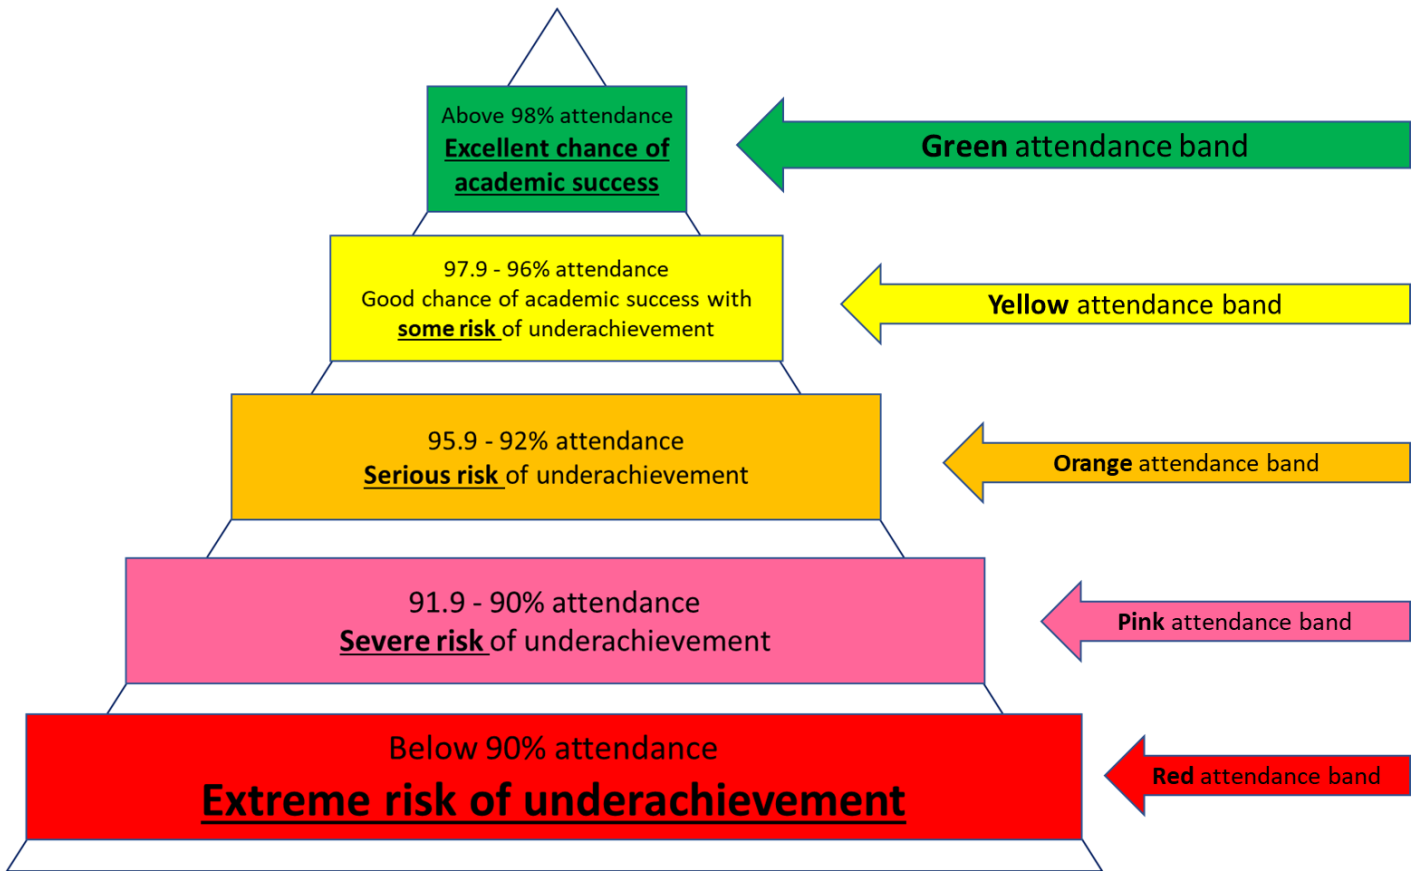 Above 98% attendance
Excellent chance of
academic success
Green attendance band
97.9 - 96% attendance
Good chance of academic success with
some risk of underachievement
Yellow attendance band
95.9 - 92% attendance
Serious risk of underachievement
Orange attendance band
91.9 - 90% attendance
Severe risk of underachievement
Pink attendance band
Below 90% attendance
Extreme risk of underachievement
Red attendance band